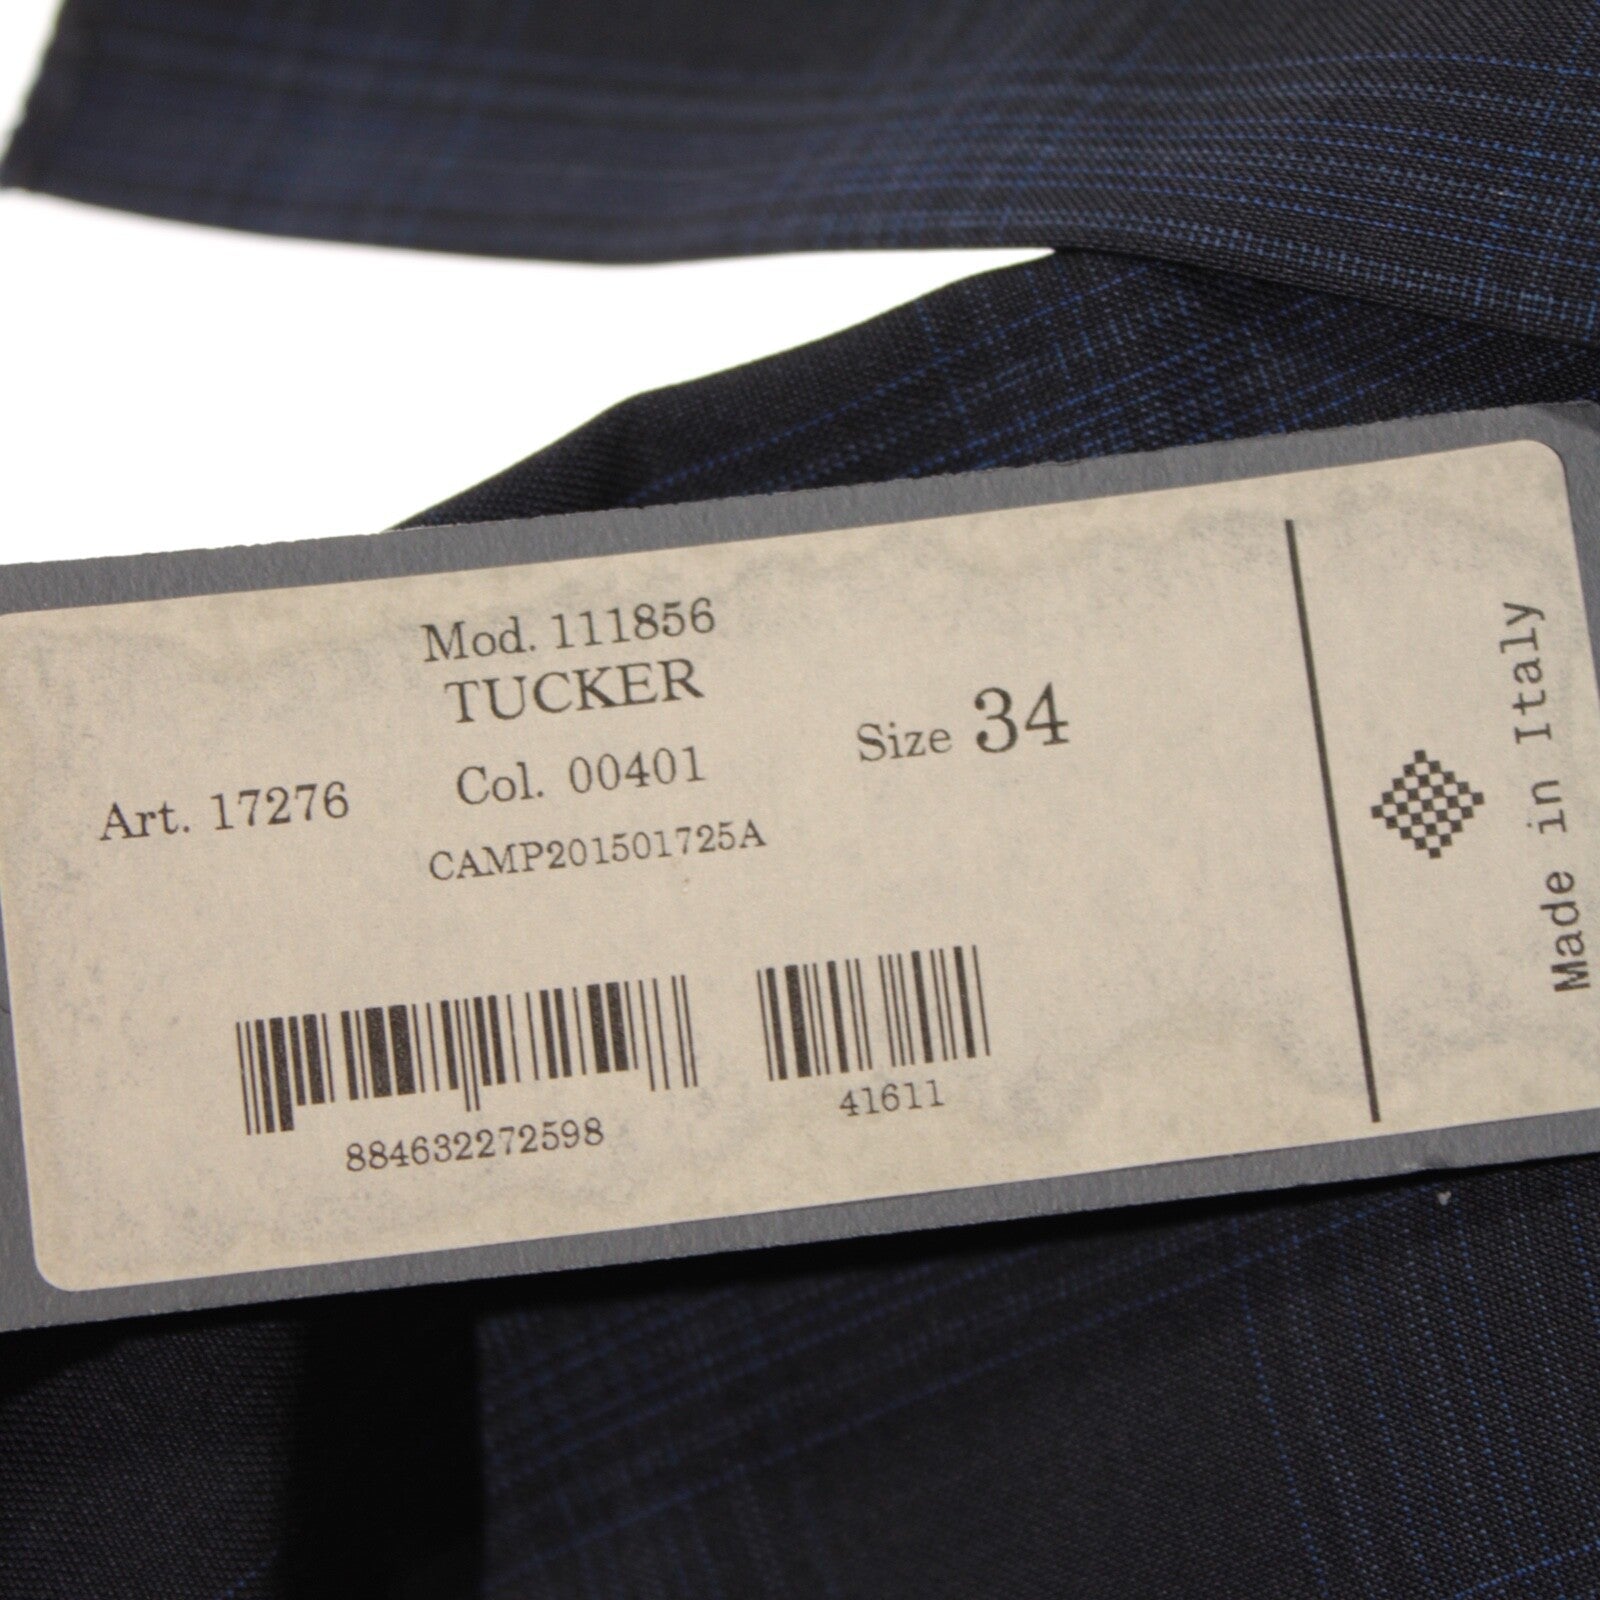 Mod. 111856
TUCKER
Art. 17276
Col. 00401
Size 34
CAMP201501725A
884632272598
41611
Made in Italy